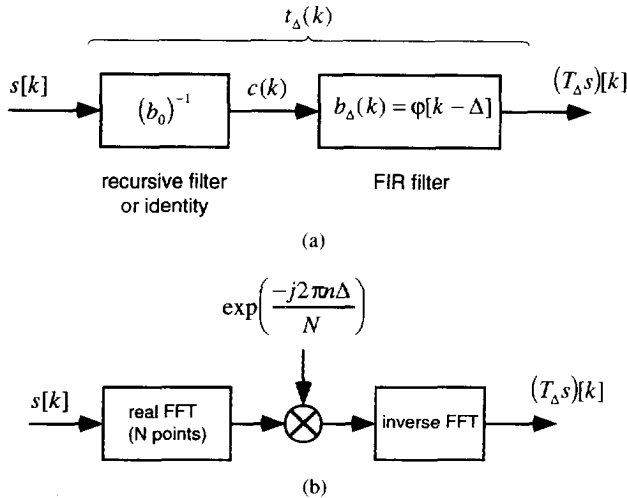 t_Δ(k)
s[k]
(b_0)^{-1}
c(k)
b_Δ(k) = φ[k − Δ]
(T_Δ s)[k]
recursive filter
or identity
FIR filter
(a)
exp(−j2πnΔ / N)
s[k]
real FFT
(N points)
inverse FFT
(T_Δ s)[k]
(b)